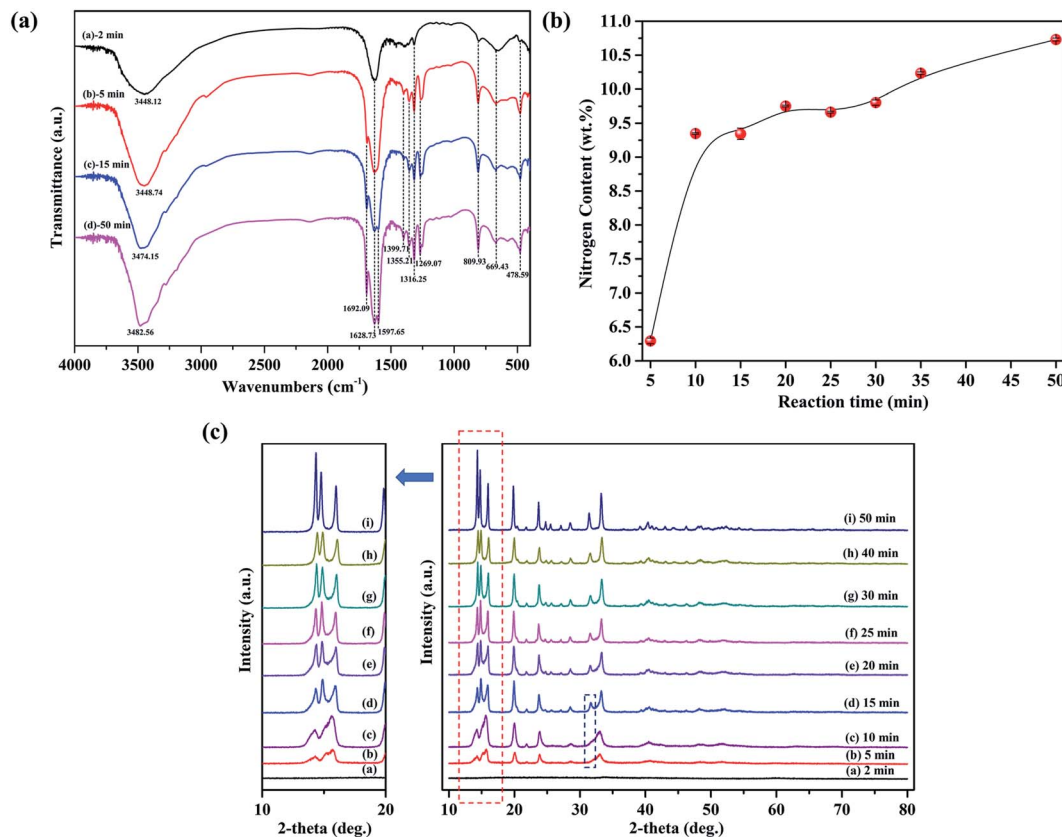 (a)
(a)-2 min
3448.12
(b)-5 min
3448.74
(c)-15 min
3474.15
(d)-50 min
3482.56
1692.09
1628.73
1597.65
1399.71
1355.21
1316.25
1269.07
809.93
669.43
478.59
Transmittance (a.u.)
4000 3500 3000 2500 2000 1500 1000 500
Wavenumbers (cm-1)
(b)
Nitrogen Content (wt.%)
11.0
10.5
10.0
9.5
9.0
8.5
8.0
7.5
7.0
6.5
6.0
5 10 15 20 25 30 35 40 45 50
Reaction time (min)
(c)
Intensity (a.u.)
(i)
(h)
(g)
(f)
(e)
(d)
(c)
(b)
(a)
10 20
2-theta (deg.)
Intensity (a.u.)
(i) 50 min
(h) 40 min
(g) 30 min
(f) 25 min
(e) 20 min
(d) 15 min
(c) 10 min
(b) 5 min
(a) 2 min
10 20 30 40 50 60 70 80
2-theta (deg.)